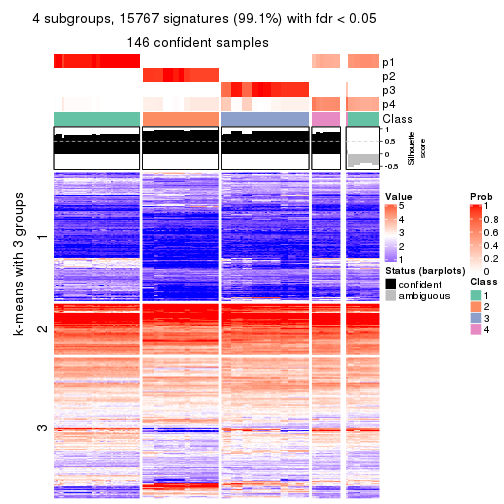 4 subgroups, 15767 signatures (99.1%) with fdr < 0.05
146 confident samples
p1
p2
p3
p4
Class
1
0.5
0
-0.5
Silhouette
score
k-means with 3 groups
1
2
3
Value
5
4
3
2
1
Status (barplots)
confident
ambiguous
Prob
1
0.8
0.6
0.4
0.2
0
Class
1
2
3
4